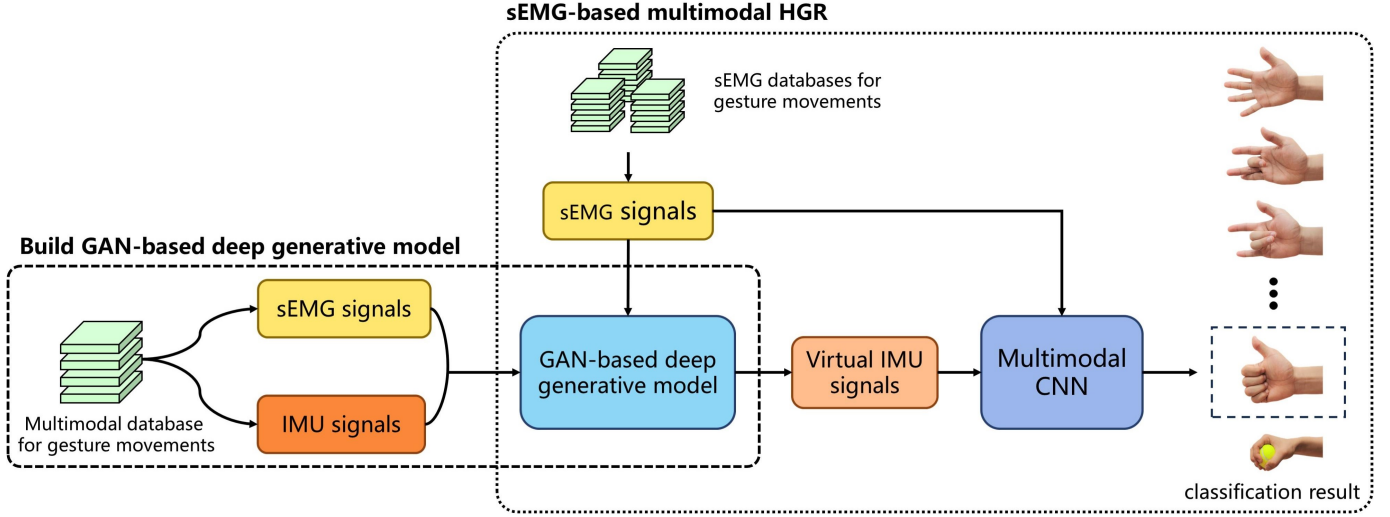 sEMG-based multimodal HGR
sEMG databases for
gesture movements
sEMG signals
Build GAN-based deep generative model
sEMG signals
GAN-based deep
generative model
Virtual IMU
signals
Multimodal
CNN
Multimodal database
for gesture movements
IMU signals
classification result